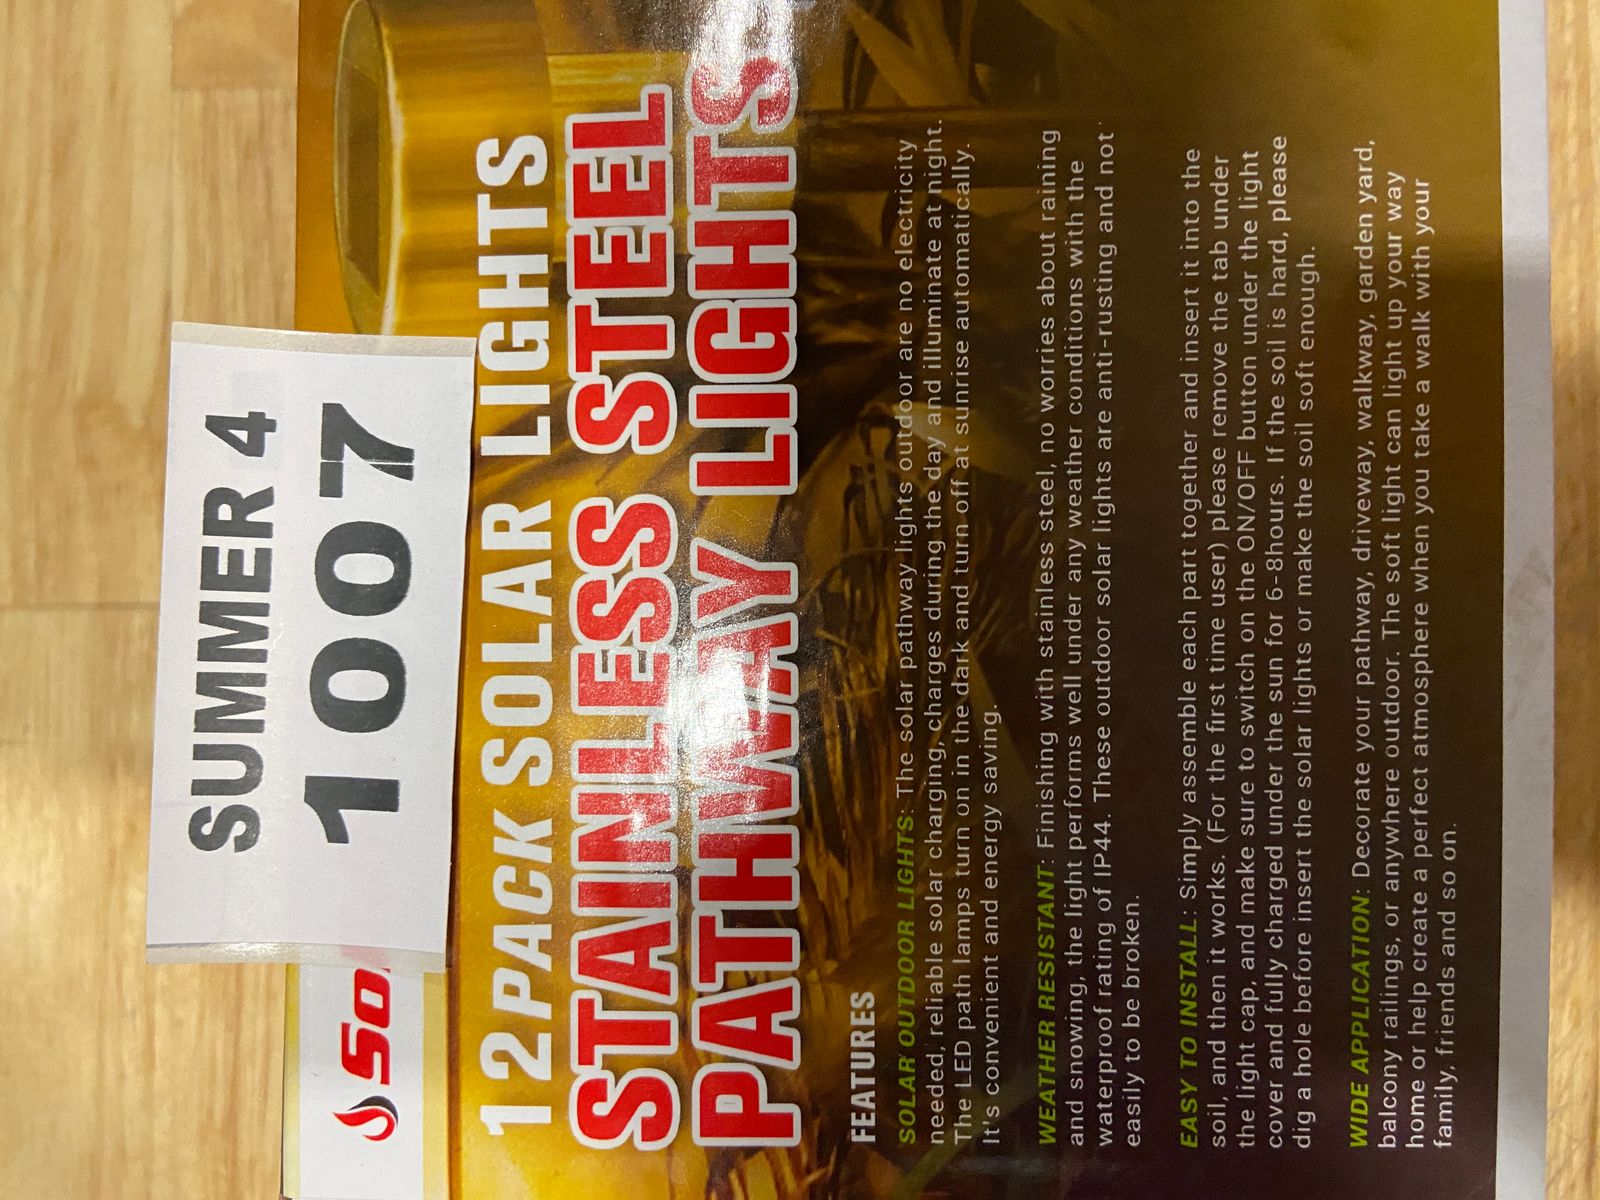 SUMMER 4
1007
12 PACK SOLAR LIGHTS
STAINLESS STEEL
PATHWAY LIGHTS
FEATURES
SOLAR OUTDOOR LIGHTS: The solar pathway lights outdoor are no electricity
needed, reliable solar charging, charges during the day and illuminate at night.
The LED path lamps turn on in the dark and turn off at sunrise automatically.
It's convenient and energy saving.
WEATHER RESISTANT: Finishing with stainless steel, no worries about raining
and snowing, the light performs well under any weather conditions with the
waterproof rating of IP44. These outdoor solar lights are anti-rusting and not
easily to be broken.
EASY TO INSTALL: Simply assemble each part together and insert it into the
soil, and then it works. (For the first time user) please remove the tab under
the light cap, and make sure to switch on the ON/OFF button under the light
cover and fully charged under the sun for 6-8hours. If the soil is hard, please
dig a hole before insert the solar lights or make the soil soft enough.
WIDE APPLICATION: Decorate your pathway, driveway, walkway, garden yard,
balcony railings, or anywhere outdoor. The soft light can light up your way
home or help create a perfect atmosphere when you take a walk with your
family, friends and so on.